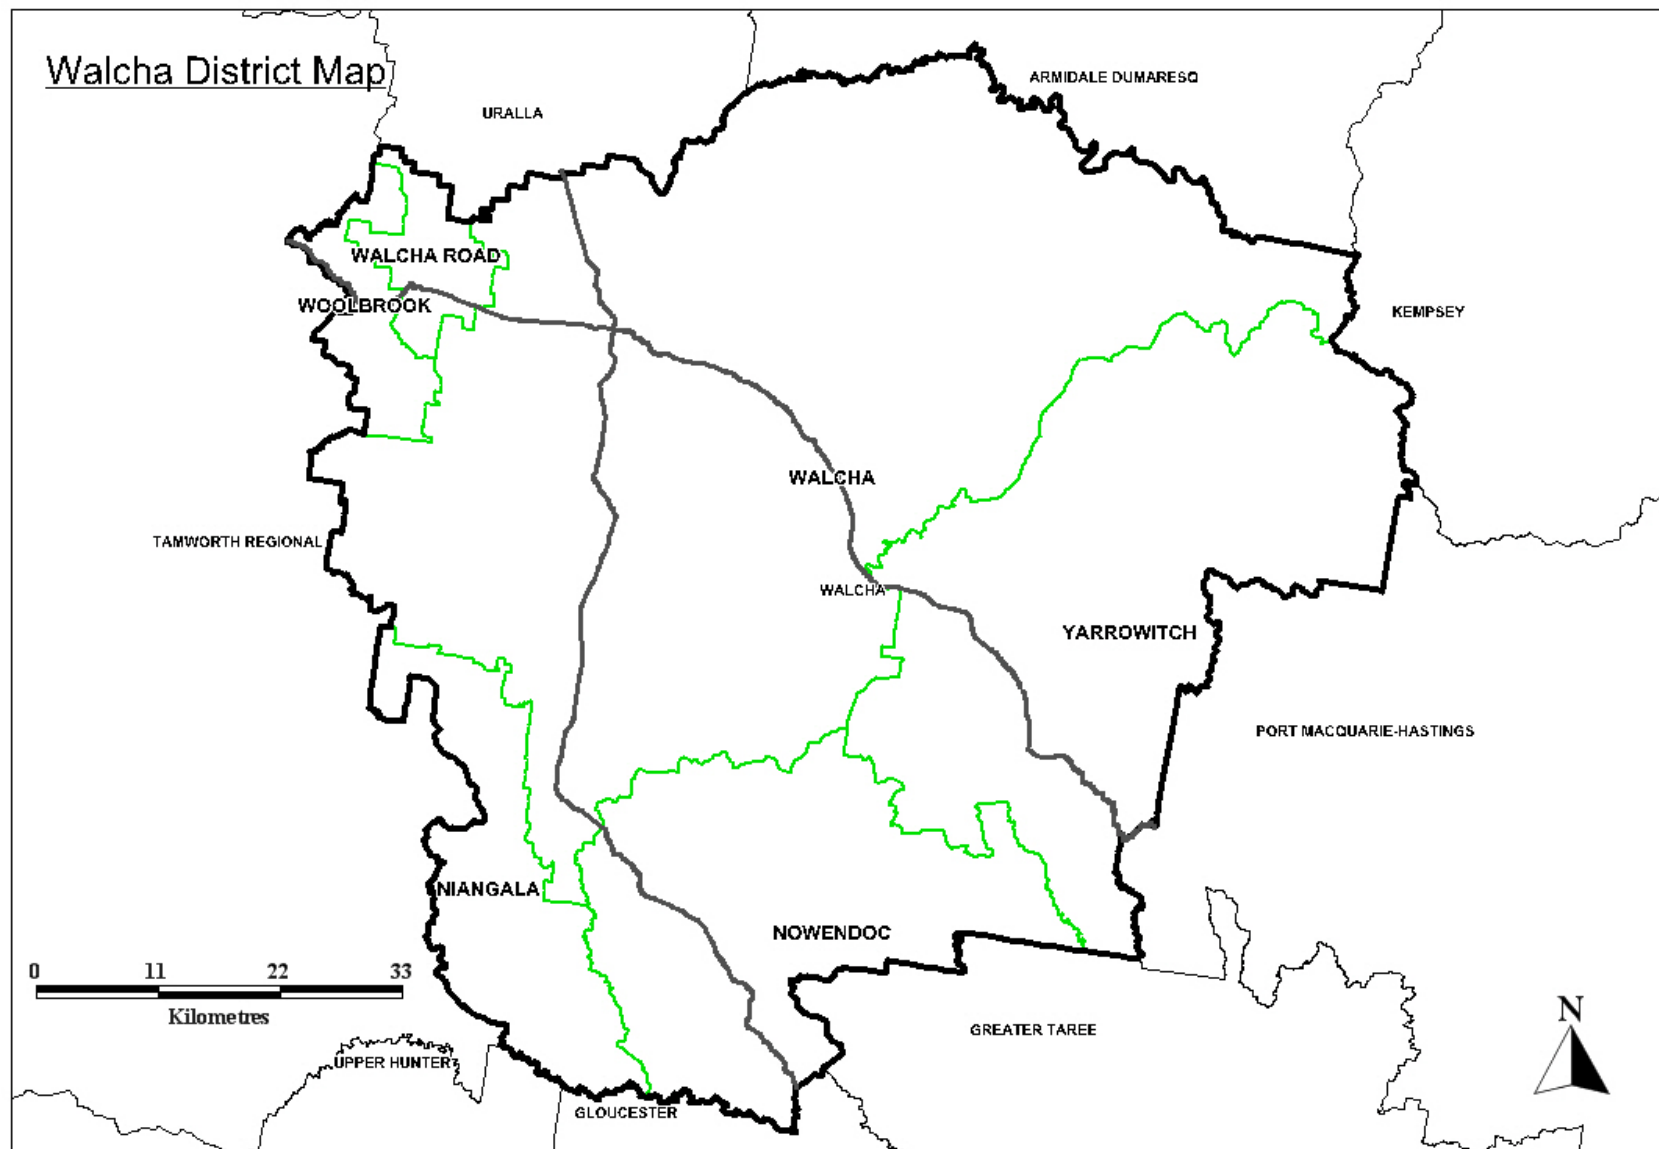 Walcha District Map
ARMIDALE DUMARESQ
URALLA
WALCHA ROAD
WOOLBROOK
KEMPSEY
WALCHA
TAMWORTH REGIONAL
WALCHA
YARROWITCH
PORT MACQUARIE-HASTINGS
NIANGALA
NOWENDOC
0 11 22 33
Kilometres
N
GREATER TAREE
UPPER HUNTER
GLOUCESTER